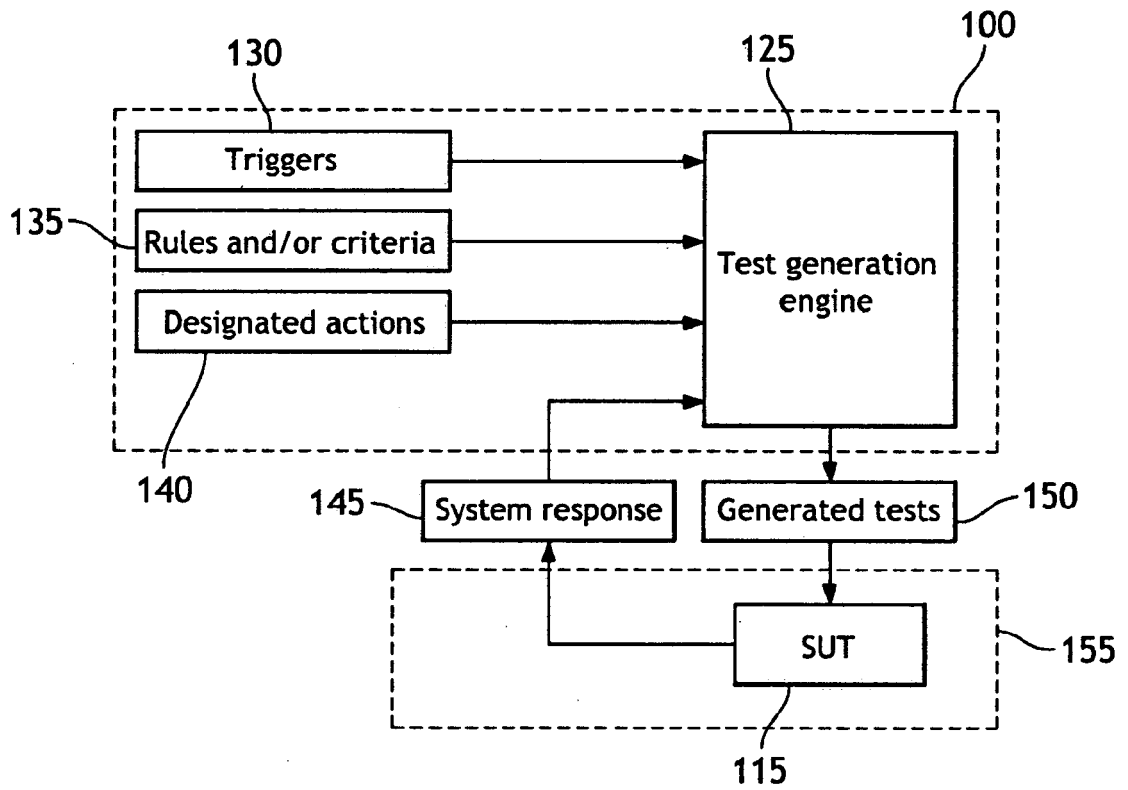 100
130
125
Triggers
135
Rules and/or criteria
Test generation
engine
Designated actions
140
145
System response
Generated tests
150
SUT
155
115